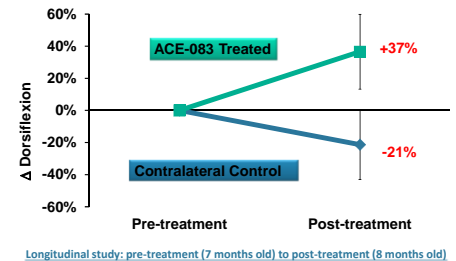 60%
ACE-083 Treated
40%
+37%
20%
0%
-20%
-21%
Contralateral Control
-40%
-60%
Δ Dorsiflexion
Pre-treatment Post-treatment
Longitudinal study: pre-treatment (7 months old) to post-treatment (8 months old)